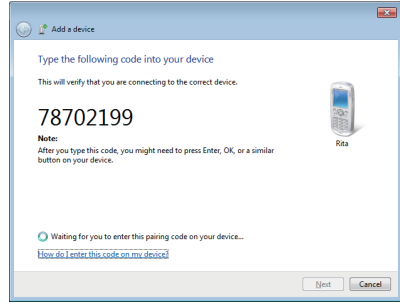 Add a device
Type the following code into your device
This will verify that you are connecting to the correct device.
78702199
Note:
After you type this code, you might need to press Enter, OK, or a similar
button on your device.
Rita
Waiting for you to enter this pairing code on your device...
How do I enter this code on my device?
Next Cancel